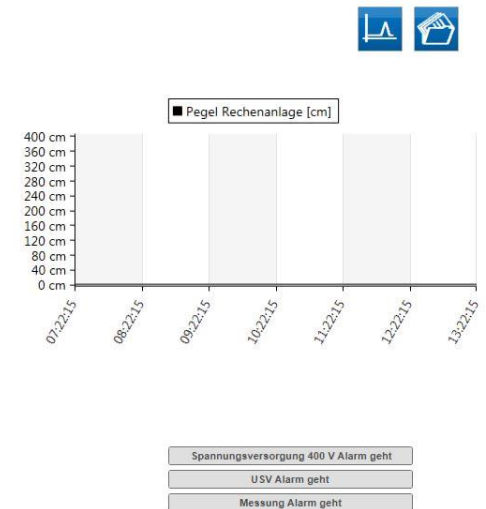 Pegel Rechenanlage [cm]
400 cm
360 cm
320 cm
280 cm
240 cm
200 cm
160 cm
120 cm
80 cm
40 cm
0 cm
07:22:15
08:22:15
09:22:15
10:22:15
11:22:15
12:22:15
13:22:15
Spannungsversorgung 400 V Alarm geht
USV Alarm geht
Messung Alarm geht